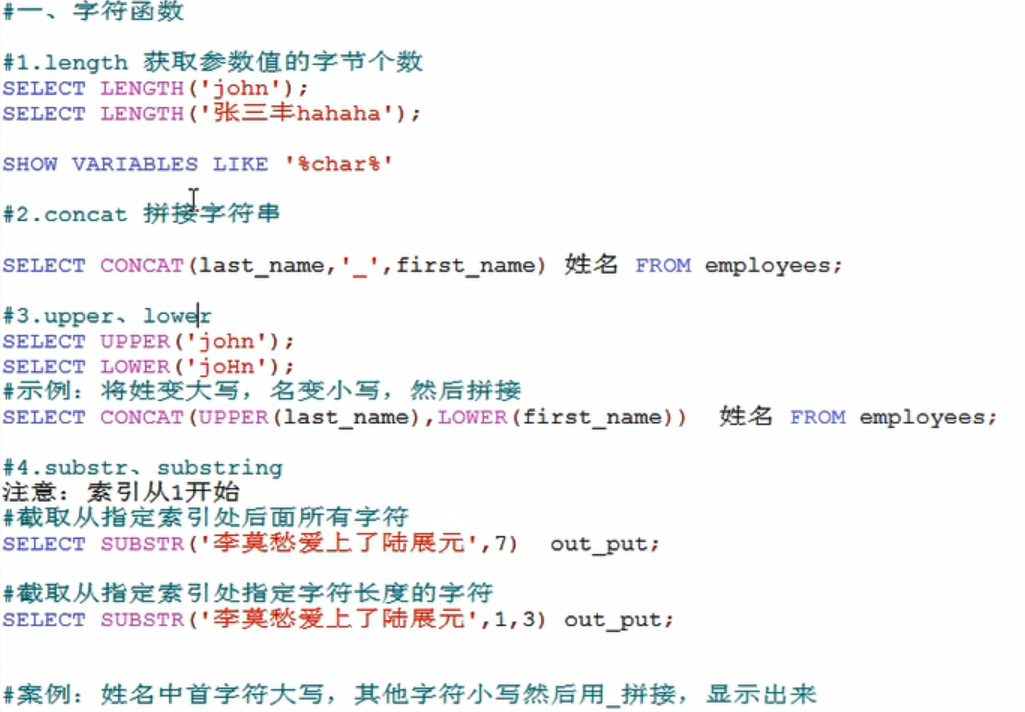 #一、字符函数
#1.length 获取参数值的字节个数
SELECT LENGTH('john');
SELECT LENGTH('张三丰hahaha');
SHOW VARIABLES LIKE '%char%'
#2.concat 拼接字符串
SELECT CONCAT(last_name,'_',first_name) 姓名 FROM employees;
#3.upper、lower
SELECT UPPER('john');
SELECT LOWER('joHn');
#示例：将姓变大写，名变小写，然后拼接
SELECT CONCAT(UPPER(last_name),LOWER(first_name))  姓名 FROM employees;
#4.substr、substring
注意：索引从1开始
#截取从指定索引处后面所有字符
SELECT SUBSTR('李莫愁爱上了陆展元',7)  out_put;
#截取从指定索引处指定字符长度的字符
SELECT SUBSTR('李莫愁爱上了陆展元',1,3) out_put;
#案例：姓名中首字符大写，其他字符小写然后用_拼接，显示出来